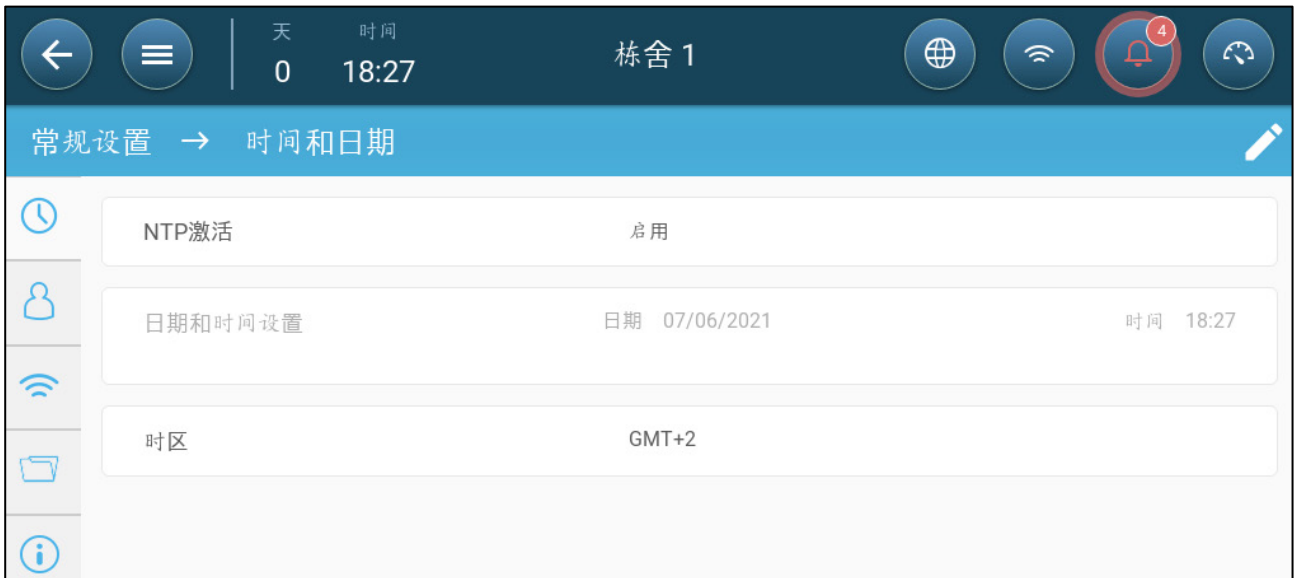 天 时间
0 18:27 栋舍 1 4
常规设置 → 时间和日期
NTP激活 启用
日期和时间设置 日期 07/06/2021 时间 18:27
时区 GMT+2